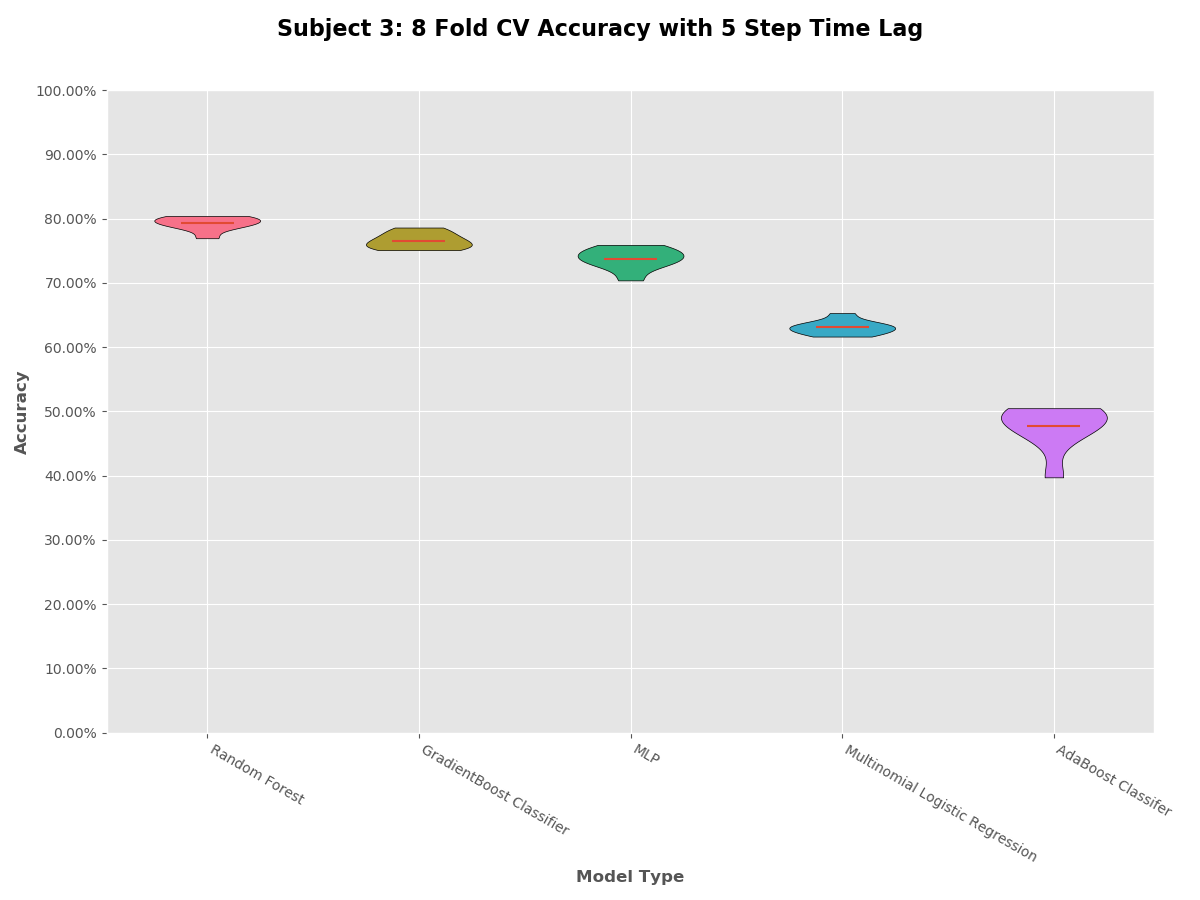 Subject 3: 8 Fold CV Accuracy with 5 Step Time Lag
100.00%
90.00%
80.00%
70.00%
60.00%
50.00%
40.00%
30.00%
20.00%
10.00%
0.00%
Accuracy
Random Forest
GradientBoost Classifier
MLP
Multinomial Logistic Regression
AdaBoost Classifer
Model Type